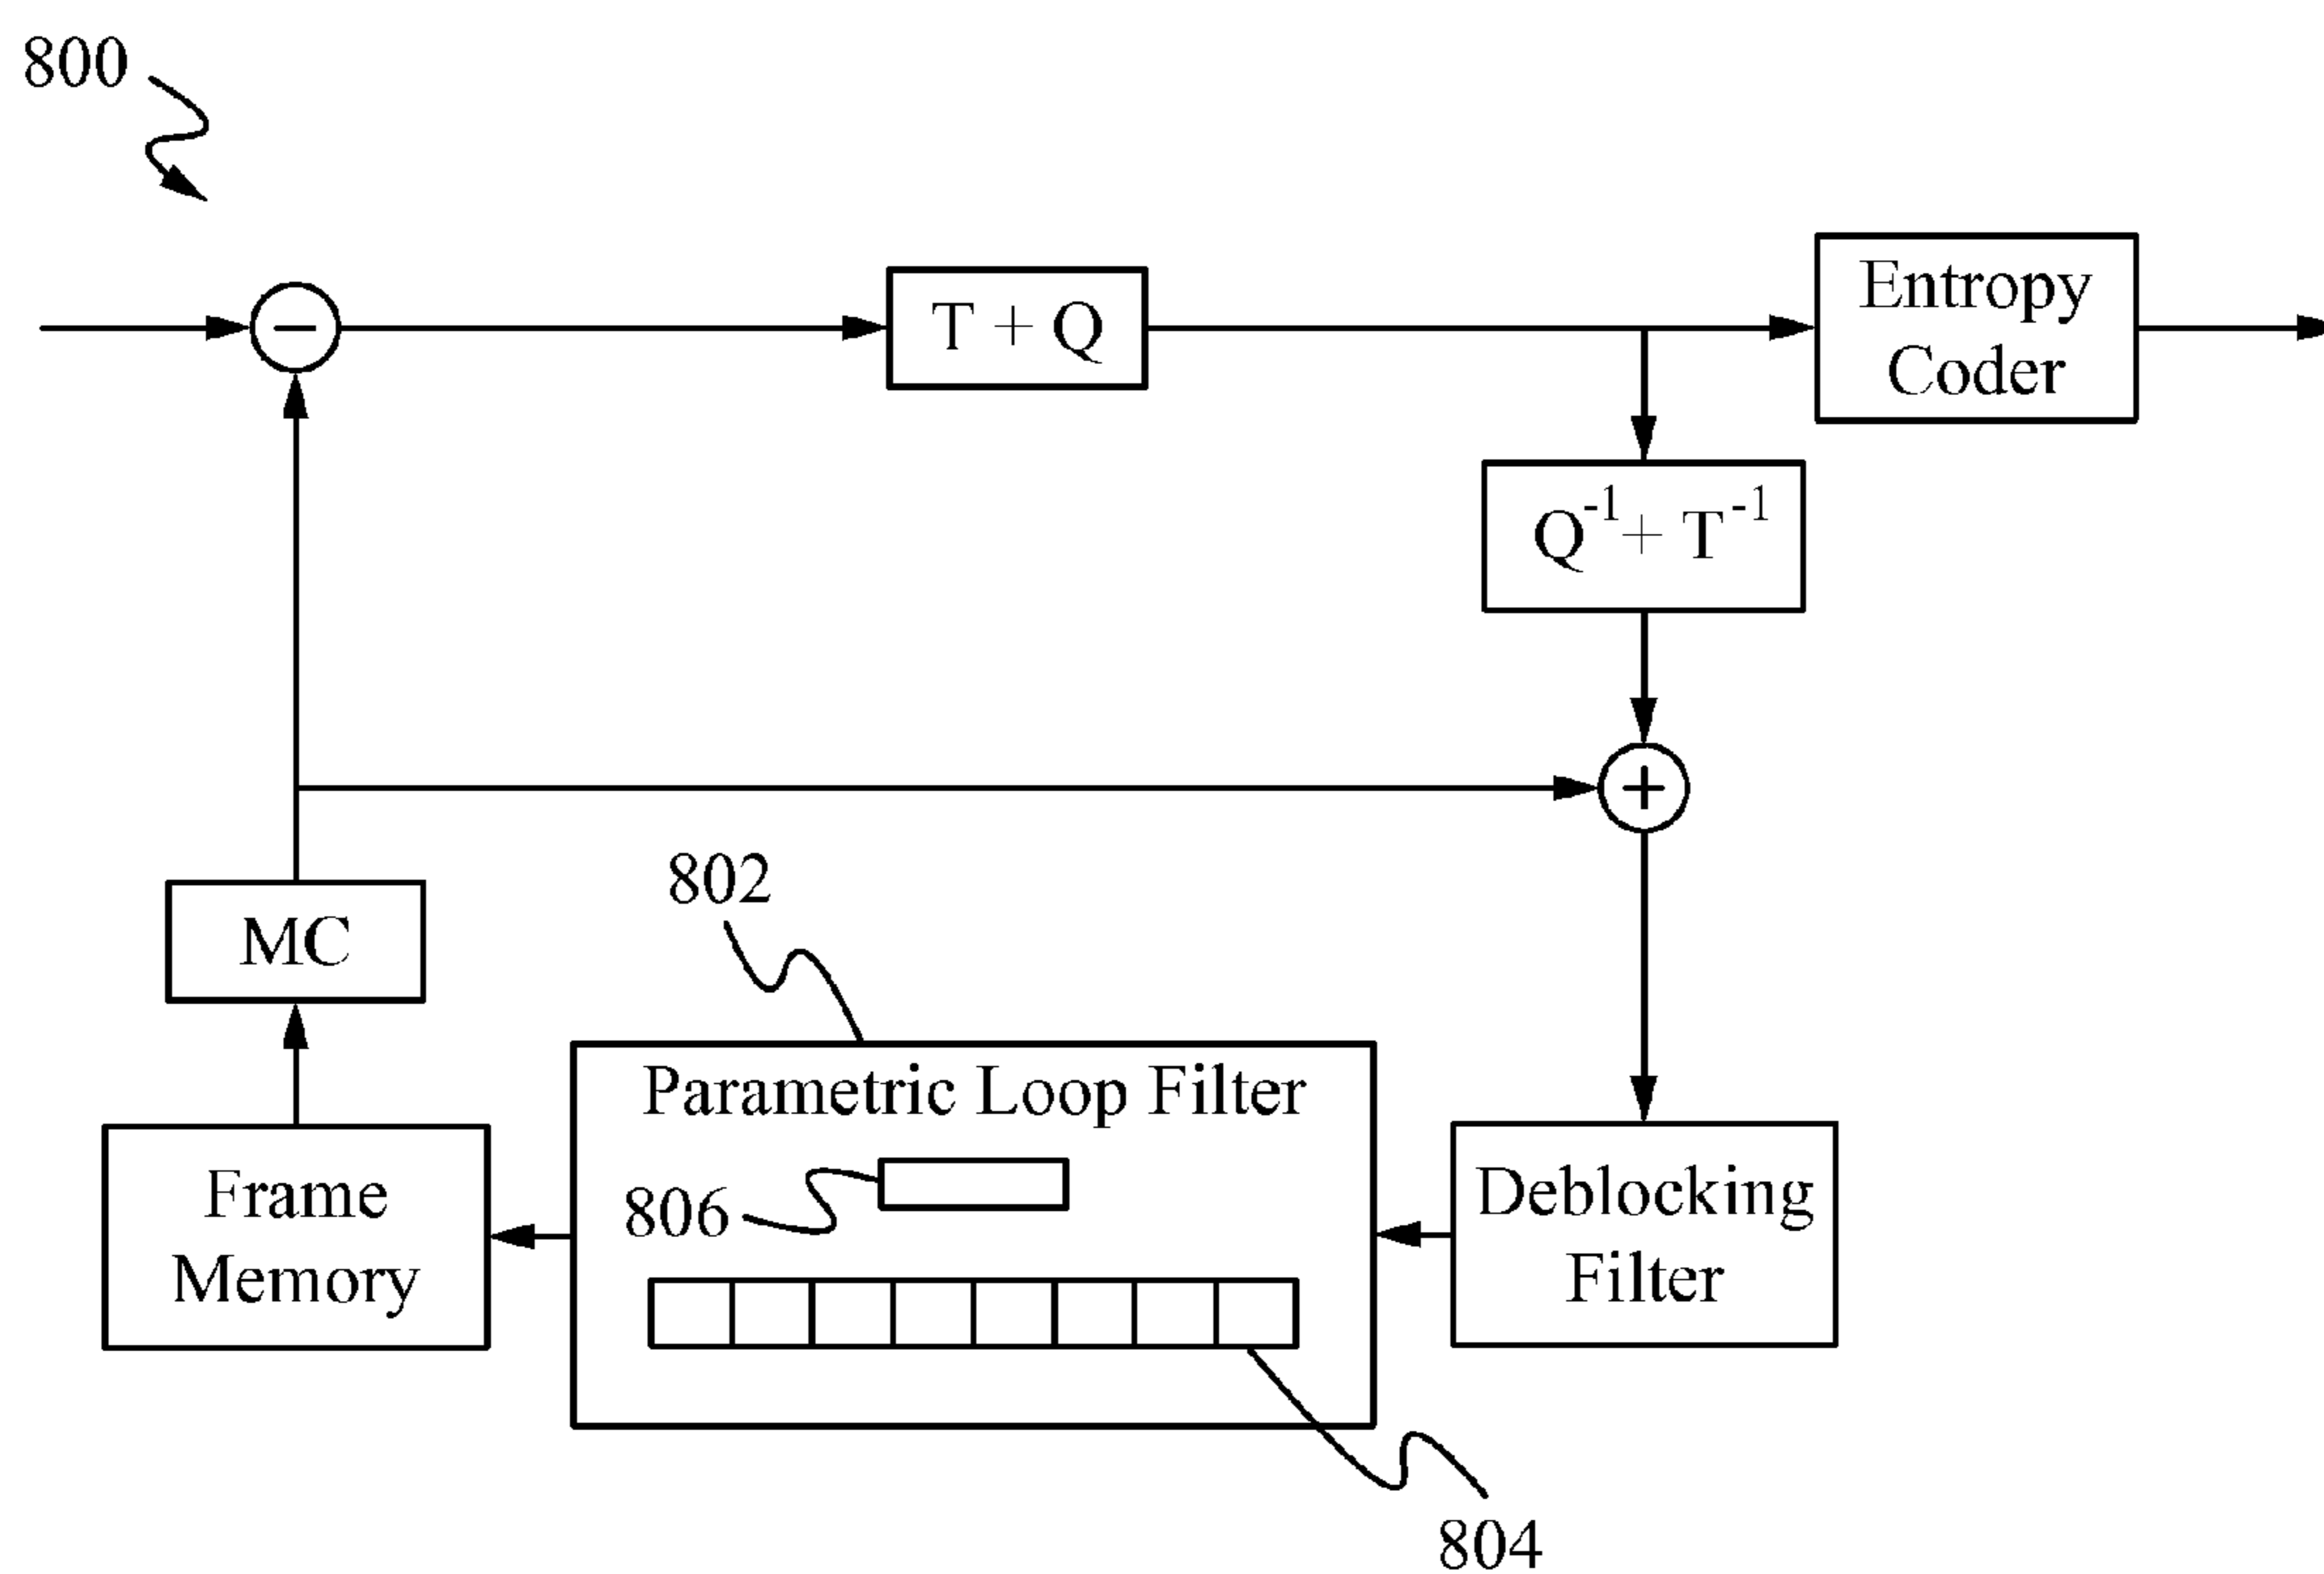 800
−
T + Q
Entropy
Coder
Q⁻¹ + T⁻¹
+
802
MC
Parametric Loop Filter
806
Frame
Memory
Deblocking
Filter
804